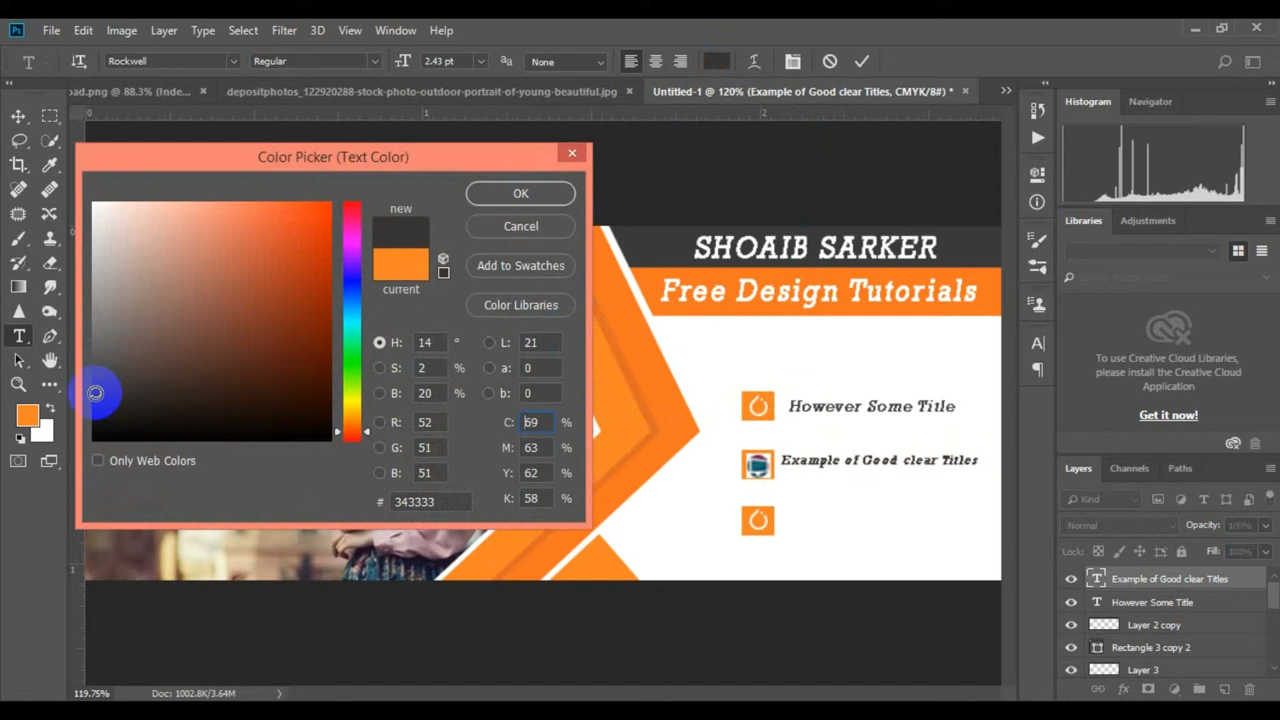 Ps File Edit Image Layer Type Select Filter 3D View Window Help
T Rockwell Regular 2.43 pt aa None
oad.png @ 88.3% (Inde... × depositphotos_122920288-stock-photo-outdoor-portrait-of-young-beautiful.jpg × Untitled-1 @ 120% (Example of Good clear Titles, CMYK/8#) * ×
Histogram Navigator
0 1 2
Color Picker (Text Color)
new
OK
Cancel
Add to Swatches
current
Color Libraries
H: 14 ° L: 21
S: 2 % a: 0
B: 20 % b: 0
R: 52 C: 69 %
G: 51 M: 63 %
B: 51 Y: 62 %
# 343333 K: 58 %
Only Web Colors
SHOAIB SARKER
Free Design Tutorials
However Some Title
Example of Good clear Titles
Libraries Adjustments
To use Creative Cloud Libraries,
please install the Creative Cloud
Application
Get it now!
Layers Channels Paths
Kind
Normal Opacity: 100%
Lock: Fill: 100%
T Example of Good clear Titles
T However Some Title
Layer 2 copy
Rectangle 3 copy 2
Layer 3
119.75% Doc: 1002.8K/3.64M